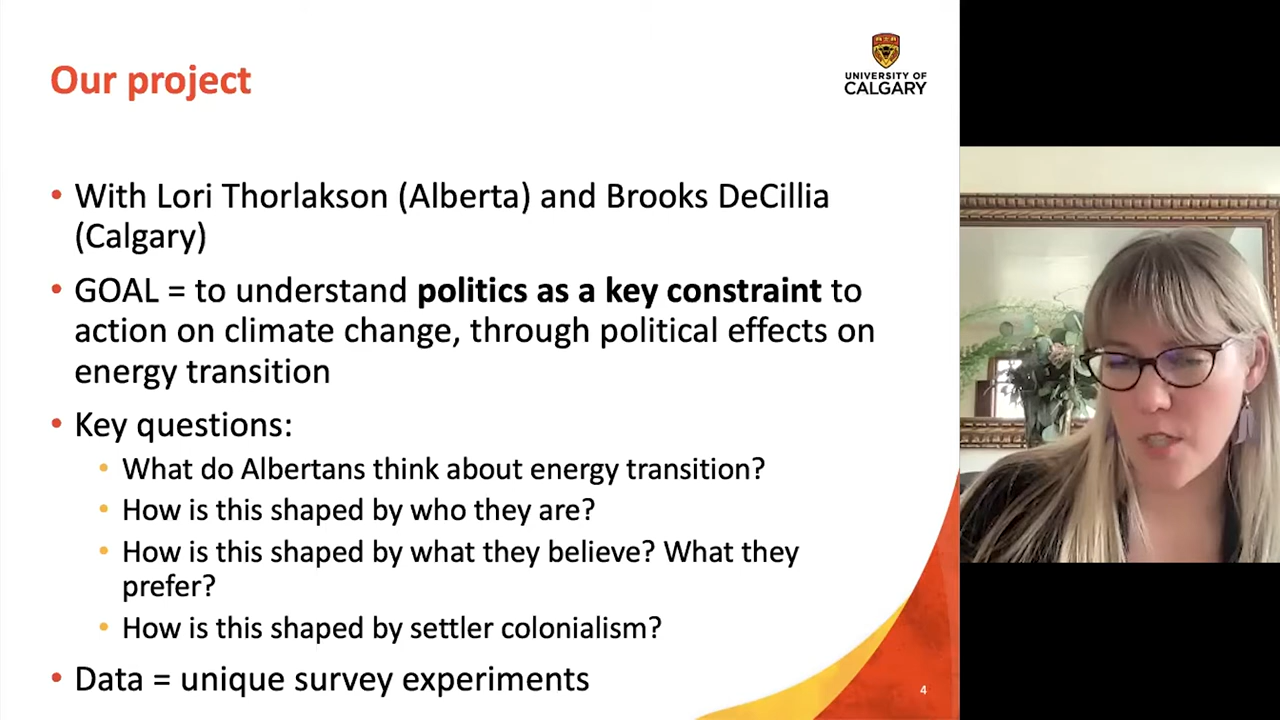 Our project
UNIVERSITY OF
CALGARY
• With Lori Thorlakson (Alberta) and Brooks DeCillia
(Calgary)
• GOAL = to understand politics as a key constraint to
action on climate change, through political effects on
energy transition
• Key questions:
• What do Albertans think about energy transition?
• How is this shaped by who they are?
• How is this shaped by what they believe? What they
prefer?
• How is this shaped by settler colonialism?
• Data = unique survey experiments
4